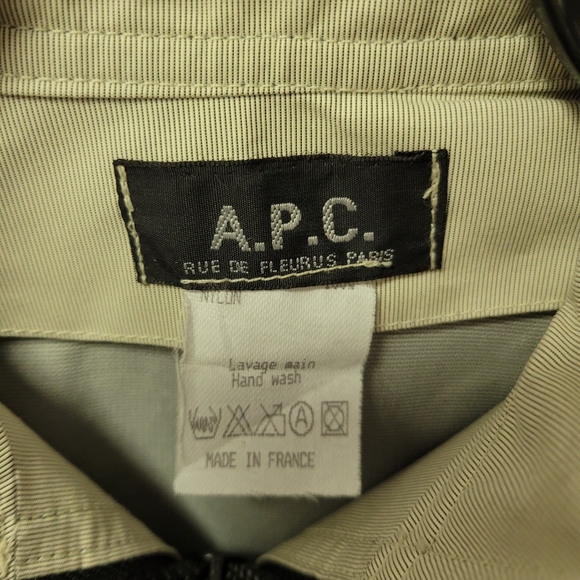 A.P.C.
RUE DE FLEURUS PARIS
NYLON
Lavage main
Hand wash
A
MADE IN FRANCE